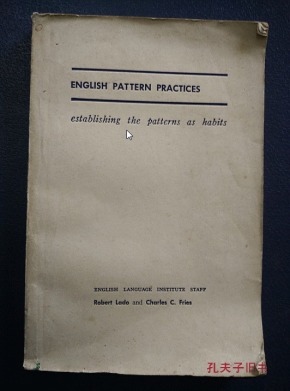 ENGLISH PATTERN PRACTICES
establishing the patterns as habits
ENGLISH LANGUAGE INSTITUTE STAFF
Robert Lado and Charles C. Fries
孔夫子旧书